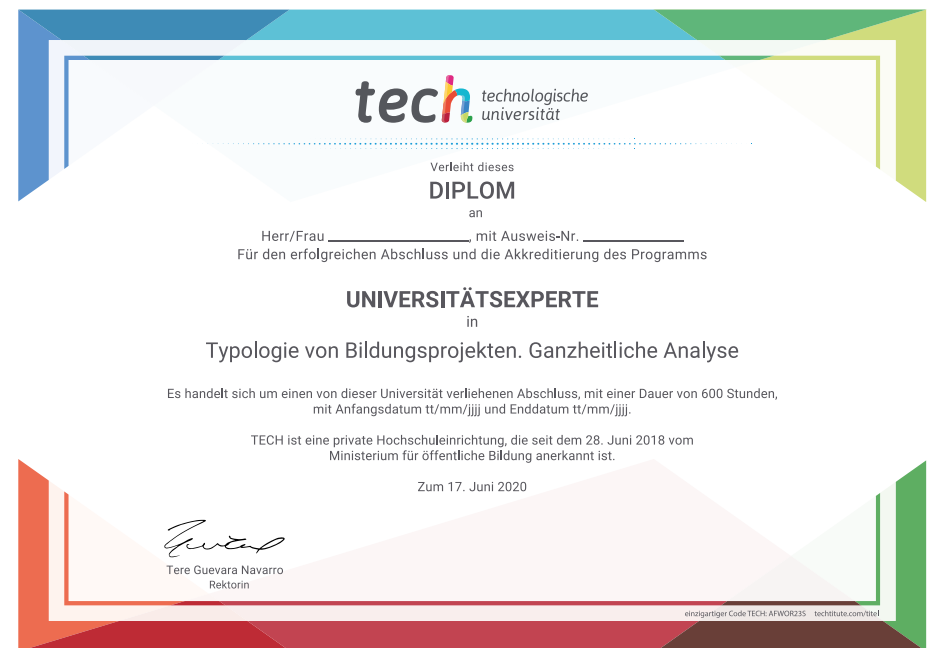 tech technologische
universität
Verleiht dieses
DIPLOM
an
Herr/Frau ____________________, mit Ausweis-Nr. ______________
Für den erfolgreichen Abschluss und die Akkreditierung des Programms
UNIVERSITÄTSEXPERTE
in
Typologie von Bildungsprojekten. Ganzheitliche Analyse
Es handelt sich um einen von dieser Universität verliehenen Abschluss, mit einer Dauer von 600 Stunden,
mit Anfangsdatum tt/mm/jjjj und Enddatum tt/mm/jjjj.
TECH ist eine private Hochschuleinrichtung, die seit dem 28. Juni 2018 vom
Ministerium für öffentliche Bildung anerkannt ist.
Zum 17. Juni 2020
Tere Guevara Navarro
Rektorin
einzigartiger Code TECH: AFWOR23S techtitute.com/titel